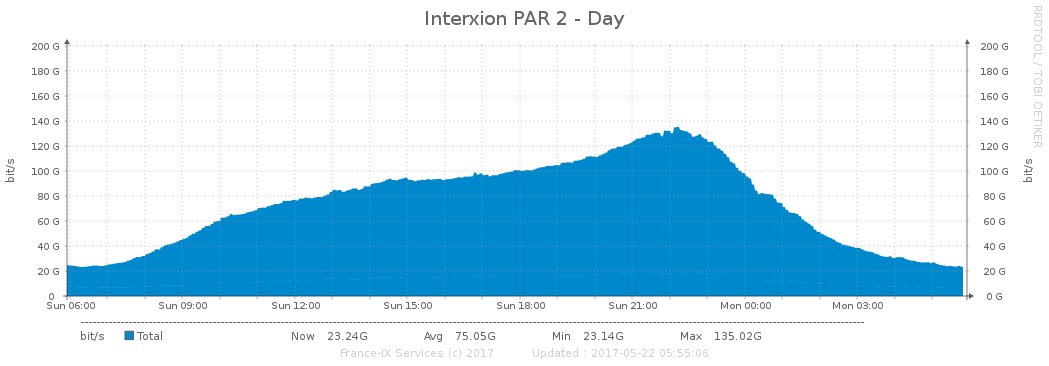 Interxion PAR 2 - Day
RRDTOOL / TOBI OETIKER
bit/s
bit/s
200 G 200 G
180 G 180 G
160 G 160 G
140 G 140 G
120 G 120 G
100 G 100 G
80 G 80 G
60 G 60 G
40 G 40 G
20 G 20 G
0 0 G
Sun 06:00 Sun 09:00 Sun 12:00 Sun 15:00 Sun 18:00 Sun 21:00 Mon 00:00 Mon 03:00
bit/s Total Now 23.24G Avg 75.05G Min 23.14G Max 135.02G
France-IX Services (c) 2017 Updated : 2017-05-22 05:55:06